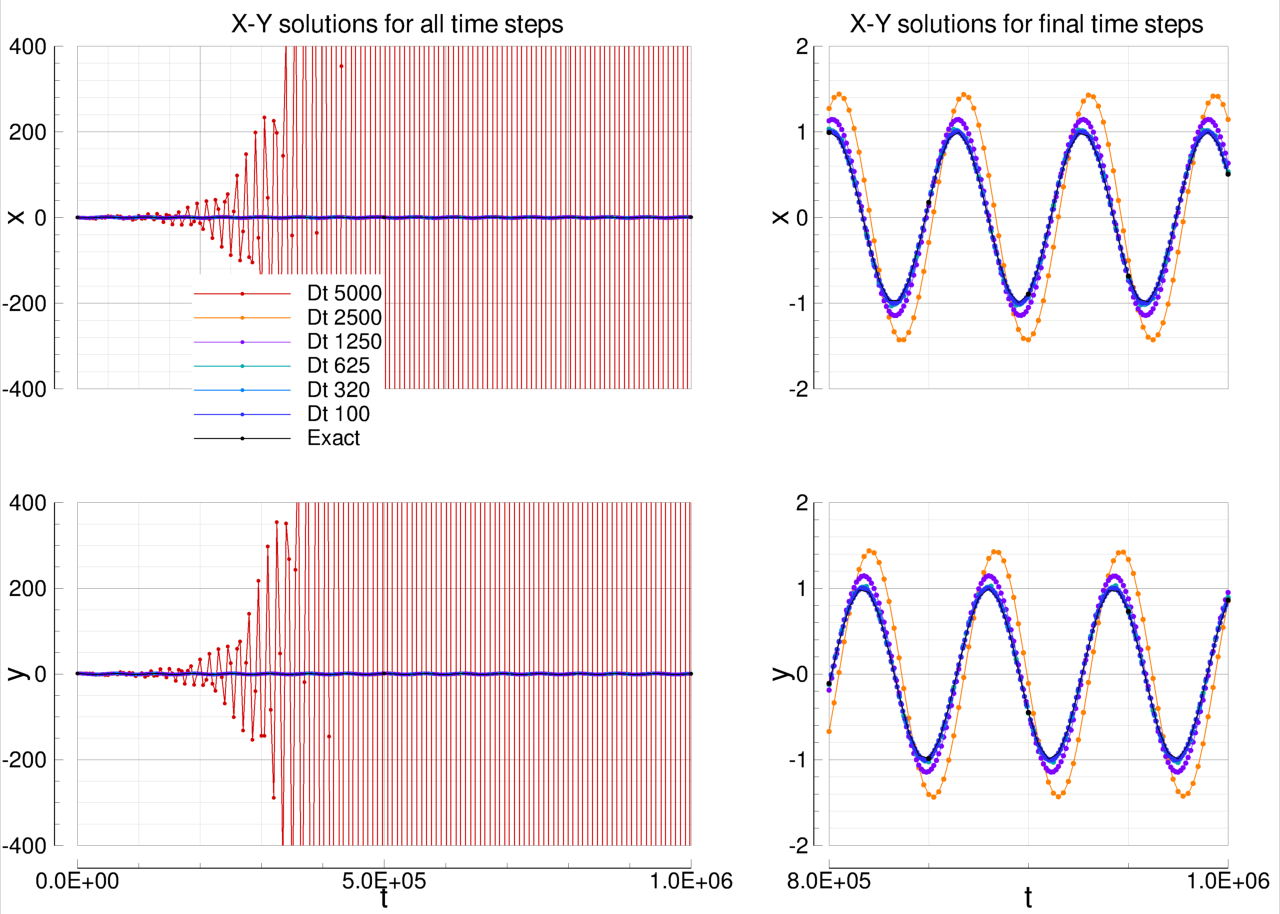 X-Y solutions for all time steps
X-Y solutions for final time steps
400
200
0
-200
-400
x
2
1
0
-1
-2
x
Dt 5000
Dt 2500
Dt 1250
Dt 625
Dt 320
Dt 100
Exact
400
200
0
-200
-400
y
2
1
0
-1
-2
y
0.0E+00
5.0E+05
1.0E+06
t
8.0E+05
1.0E+06
t